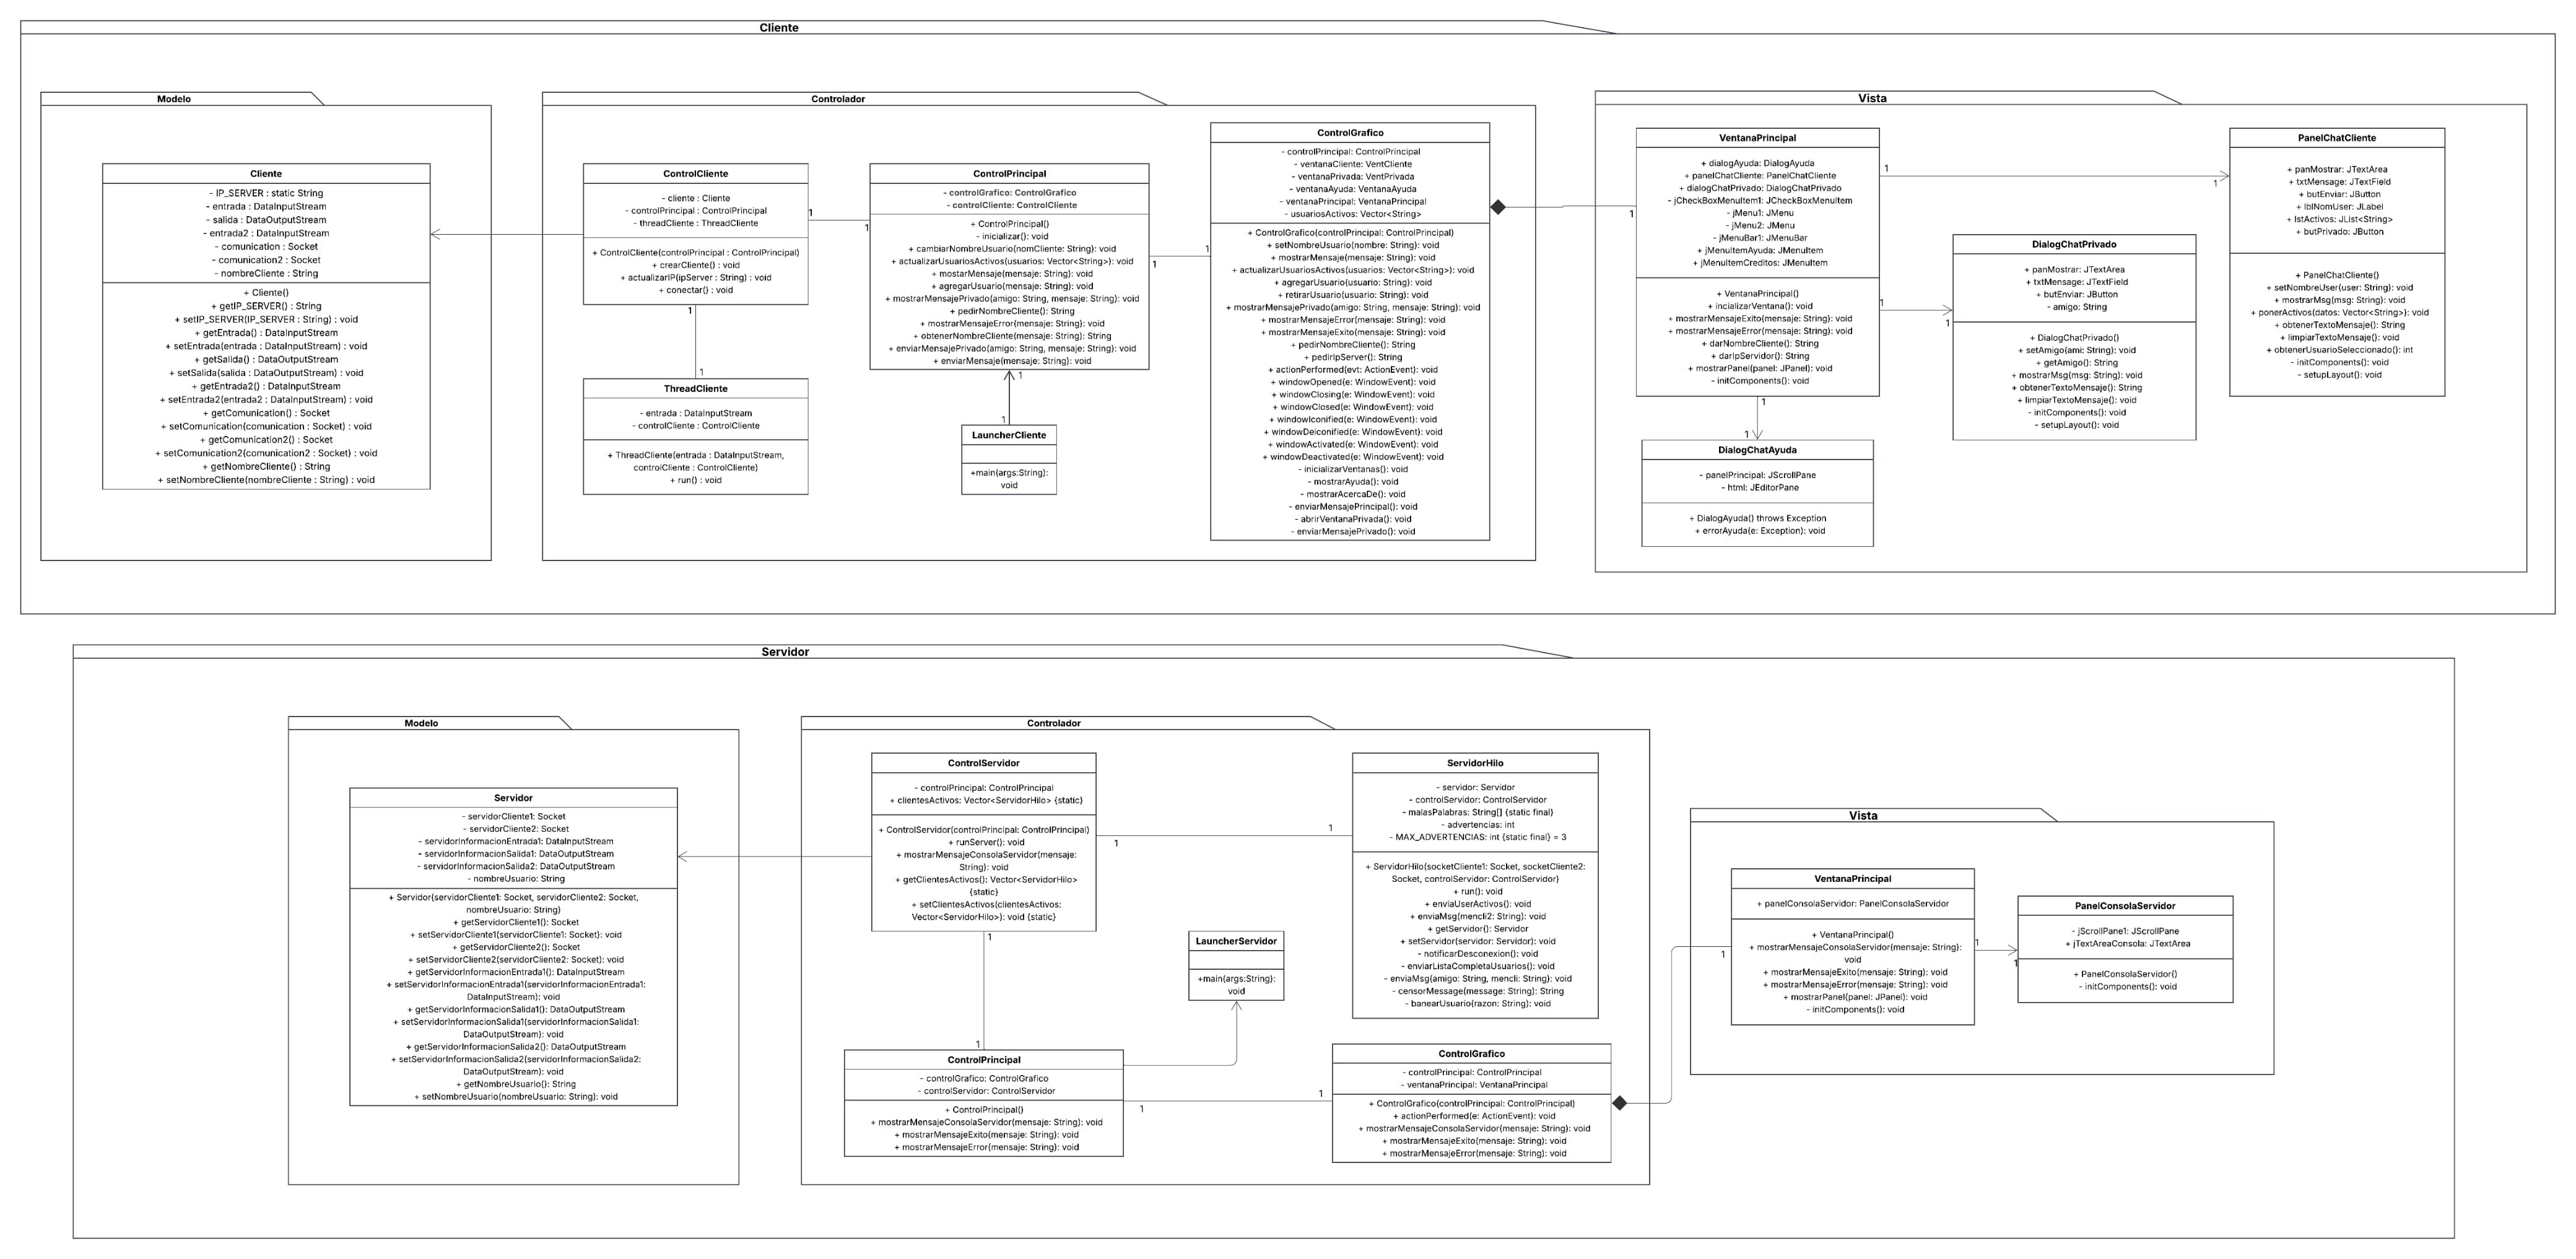 Cliente
Modelo
Cliente
- IP_SERVER : static String
- entrada : DataInputStream
- salida : DataOutputStream
- entrada2 : DataInputStream
- comunication : Socket
- comunication2 : Socket
- nombreCliente : String
+ Cliente()
+ getIP_SERVER() : String
+ setIP_SERVER(IP_SERVER : String) : void
+ getEntrada() : DataInputStream
+ setEntrada(entrada : DataInputStream) : void
+ getSalida() : DataOutputStream
+ setSalida(salida : DataOutputStream) : void
+ getEntrada2() : DataInputStream
+ setEntrada2(entrada2 : DataInputStream) : void
+ getComunication() : Socket
+ setComunication(comunication : Socket) : void
+ getComunication2() : Socket
+ setComunication2(comunication2 : Socket) : void
+ getNombreCliente() : String
+ setNombreCliente(nombreCliente : String) : void
Controlador
ControlCliente
- cliente : Cliente
- controlPrincipal : ControlPrincipal
- threadCliente : ThreadCliente
+ ControlCliente(controlPrincipal : ControlPrincipal)
+ crearCliente() : void
+ actualizarIP(ipServer : String) : void
+ conectar() : void
1
1
1
1
ThreadCliente
- entrada : DataInputStream
- controlCliente : ControlCliente
+ ThreadCliente(entrada : DataInputStream,
controlCliente : ControlCliente)
+ run() : void
ControlPrincipal
- controlGrafico: ControlGrafico
- controlCliente: ControlCliente
+ ControlPrincipal()
- inicializar(): void
+ cambiarNombreUsuario(nomCliente: String): void
+ actualizarUsuariosActivos(usuarios: Vector<String>): void
+ mostarMensaje(mensaje: String): void
+ agregarUsuario(mensaje: String): void
+ mostrarMensajePrivado(amigo: String, mensaje: String): void
+ pedirNombreCliente(): String
+ mostrarMensajeError(mensaje: String): void
+ obtenerNombreCliente(mensaje: String): String
+ enviarMensajePrivado(amigo: String, mensaje: String): void
+ enviarMensaje(mensaje: String): void
1
1
1
1
LauncherCliente
+main(args:String):
void
ControlGrafico
- controlPrincipal: ControlPrincipal
- ventanaCliente: VentCliente
- ventanaPrivada: VentPrivada
- ventanaAyuda: VentanaAyuda
- ventanaPrincipal: VentanaPrincipal
- usuariosActivos: Vector<String>
+ ControlGrafico(controlPrincipal: ControlPrincipal)
+ setNombreUsuario(nombre: String): void
+ mostrarMensaje(mensaje: String): void
+ actualizarUsuariosActivos(usuarios: Vector<String>): void
+ agregarUsuario(usuario: String): void
+ retirarUsuario(usuario: String): void
+ mostrarMensajePrivado(amigo: String, mensaje: String): void
+ mostrarMensajeError(mensaje: String): void
+ mostrarMensajeExito(mensaje: String): void
+ pedirNombreCliente(): String
+ pedirIpServer(): String
+ actionPerformed(evt: ActionEvent): void
+ windowOpened(e: WindowEvent): void
+ windowClosing(e: WindowEvent): void
+ windowClosed(e: WindowEvent): void
+ windowIconified(e: WindowEvent): void
+ windowDeiconified(e: WindowEvent): void
+ windowActivated(e: WindowEvent): void
+ windowDeactivated(e: WindowEvent): void
- inicializarVentanas(): void
- mostrarAyuda(): void
- mostrarAcercaDe(): void
- enviarMensajePrincipal(): void
- abrirVentanaPrivada(): void
- enviarMensajePrivado(): void
Vista
1
VentanaPrincipal
+ dialogAyuda: DialogAyuda
+ panelChatCliente: PanelChatCliente
+ dialogChatPrivado: DialogChatPrivado
- jCheckBoxMenuItem1: JCheckBoxMenuItem
- jMenu1: JMenu
- jMenu2: JMenu
- jMenuBar1: JMenuBar
+ jMenuItemAyuda: JMenuItem
+ jMenuItemCreditos: JMenuItem
+ VentanaPrincipal()
+ incializarVentana(): void
+ mostrarMensajeExito(mensaje: String): void
+ mostrarMensajeError(mensaje: String): void
+ darNombreCliente(): String
+ darIpServidor(): String
+ mostrarPanel(panel: JPanel): void
- initComponents(): void
1
1
1
1
1
1
DialogChatAyuda
- panelPrincipal: JScrollPane
- html: JEditorPane
+ DialogAyuda() throws Exception
+ errorAyuda(e: Exception): void
DialogChatPrivado
+ panMostrar: JTextArea
+ txtMessage: JTextField
+ butEnviar: JButton
- amigo: String
+ DialogChatPrivado()
+ setAmigo(ami: String): void
+ getAmigo(): String
+ mostrarMsg(msg: String): void
+ obtenerTextoMensaje(): String
+ limpiarTextoMensaje(): void
- initComponents(): void
- setupLayout(): void
PanelChatCliente
+ panMostrar: JTextArea
+ txtMessage: JTextField
+ butEnviar: JButton
+ lblNomUser: JLabel
+ lstActivos: JList<String>
+ butPrivado: JButton
+ PanelChatCliente()
+ setNombreUser(user: String): void
+ mostrarMsg(msg: String): void
+ ponerActivos(datos: Vector<String>): void
+ obtenerTextoMensaje(): String
+ limpiarTextoMensaje(): void
+ obtenerUsuarioSeleccionado(): int
- initComponents(): void
- setupLayout(): void
Servidor
Modelo
Servidor
- servidorCliente1: Socket
- servidorCliente2: Socket
- servidorInformacionEntrada1: DataInputStream
- servidorInformacionSalida1: DataOutputStream
- servidorInformacionSalida2: DataOutputStream
- nombreUsuario: String
+ Servidor(servidorCliente1: Socket, servidorCliente2: Socket,
nombreUsuario: String)
+ getServidorCliente1(): Socket
+ setServidorCliente1(servidorCliente1: Socket): void
+ getServidorCliente2(): Socket
+ setServidorCliente2(servidorCliente2: Socket): void
+ getServidorInformacionEntrada1(): DataInputStream
+ setServidorInformacionEntrada1(servidorInformacionEntrada1:
DataInputStream): void
+ getServidorInformacionSalida1(): DataOutputStream
+ setServidorInformacionSalida1(servidorInformacionSalida1:
DataOutputStream): void
+ getServidorInformacionSalida2(): DataOutputStream
+ setServidorInformacionSalida2(servidorInformacionSalida2:
DataOutputStream): void
+ getNombreUsuario(): String
+ setNombreUsuario(nombreUsuario: String): void
Controlador
ControlServidor
- controlPrincipal: ControlPrincipal
+ clientesActivos: Vector<ServidorHilo> {static}
+ ControlServidor(controlPrincipal: ControlPrincipal)
+ runServer(): void
+ mostrarMensajeConsolaServidor(mensaje:
String): void
+ getClientesActivos(): Vector<ServidorHilo>
{static}
+ setClientesActivos(clientesActivos:
Vector<ServidorHilo>): void {static}
1
1
1
1
ServidorHilo
- servidor: Servidor
- controlServidor: ControlServidor
- malasPalabras: String[] {static final}
- advertencias: int
- MAX_ADVERTENCIAS: int {static final} = 3
+ ServidorHilo(socketCliente1: Socket, socketCliente2:
Socket, controlServidor: ControlServidor)
+ run(): void
+ enviaUserActivos(): void
+ enviaMsg(mencli2: String): void
+ getServidor(): Servidor
+ setServidor(servidor: Servidor): void
- notificarDesconexion(): void
- enviarListaCompletaUsuarios(): void
- enviaMsg(amigo: String, mencli: String): void
- censorMessage(message: String): String
- banearUsuario(razon: String): void
LauncherServidor
+main(args:String):
void
ControlPrincipal
- controlGrafico: ControlGrafico
- controlServidor: ControlServidor
+ ControlPrincipal()
+ mostrarMensajeConsolaServidor(mensaje: String): void
+ mostrarMensajeExito(mensaje: String): void
+ mostrarMensajeError(mensaje: String): void
1
1
ControlGrafico
- controlPrincipal: ControlPrincipal
- ventanaPrincipal: VentanaPrincipal
+ ControlGrafico(controlPrincipal: ControlPrincipal)
+ actionPerformed(e: ActionEvent): void
+ mostrarMensajeConsolaServidor(mensaje: String): void
+ mostrarMensajeExito(mensaje: String): void
+ mostrarMensajeError(mensaje: String): void
Vista
1
VentanaPrincipal
+ panelConsolaServidor: PanelConsolaServidor
+ VentanaPrincipal()
+ mostrarMensajeConsolaServidor(mensaje: String):
void
+ mostrarMensajeExito(mensaje: String): void
+ mostrarMensajeError(mensaje: String): void
+ mostrarPanel(panel: JPanel): void
- initComponents(): void
1
1
PanelConsolaServidor
- jScrollPane1: JScrollPane
+ jTextAreaConsola: JTextArea
+ PanelConsolaServidor()
- initComponents(): void